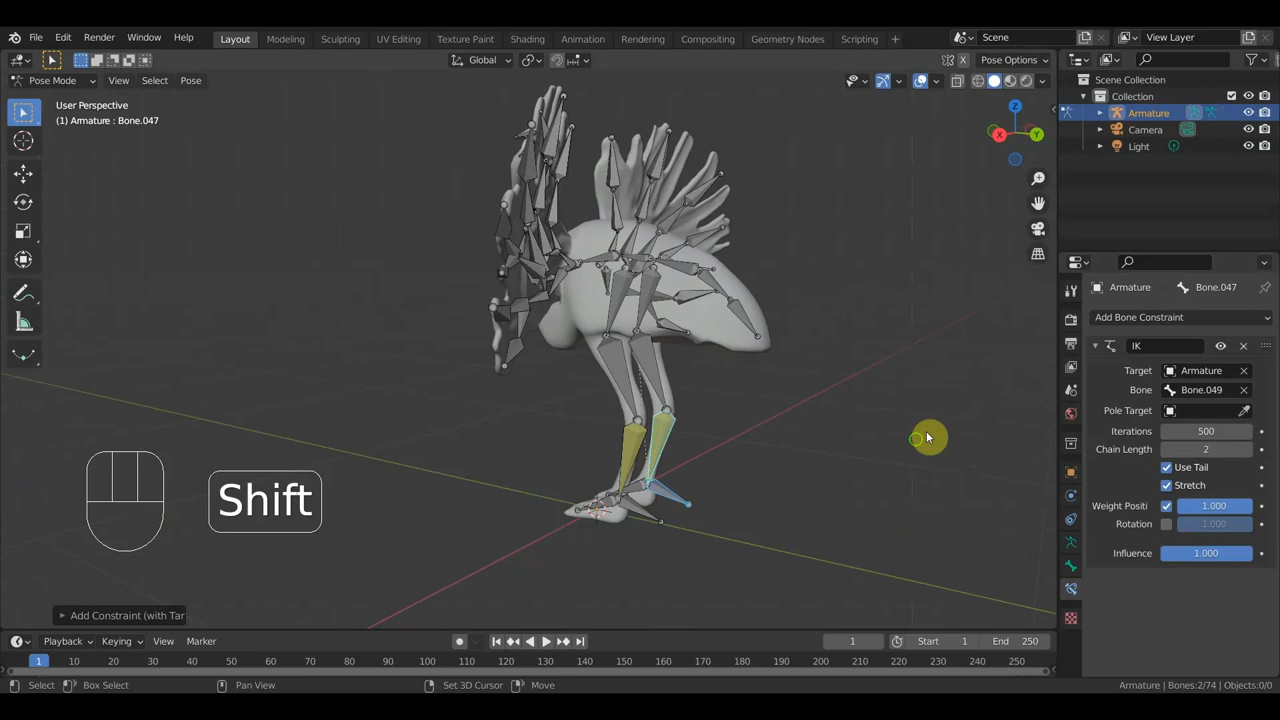 File Edit Render Window Help Layout Modeling Sculpting UV Editing Texture Paint Shading Animation Rendering Compositing Geometry Nodes Scripting + Scene View Layer
Global Pose Options
Pose Mode View Select Pose
User Perspective
(1) Armature : Bone.047
Z
X
Y
Scene Collection
Collection
Armature
Camera
Light
Armature Bone.047
Add Bone Constraint
IK
Target Armature
Bone Bone.049
Pole Target
Iterations 500
Chain Length 2
Use Tail
Stretch
Weight Positi 1.000
Rotation 1.000
Influence 1.000
Shift
Add Constraint (with Tar
Playback Keying View Marker 1 Start 1 End 250
1 10 20 30 40 50 60 70 80 90 100 110 120 130 140 150 160 170 180 190 200 210 220 230 240 250
Select Box Select Pan View Set 3D Cursor Move Armature | Bones:2/74 | Objects:0/0